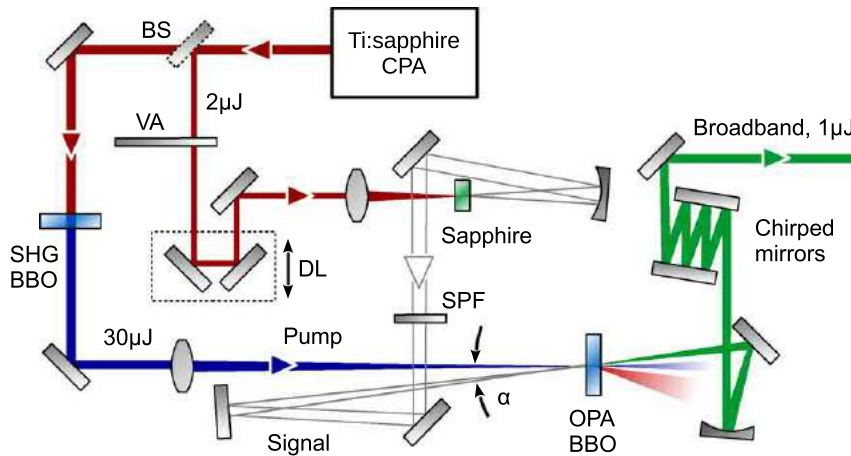 BS
Ti:sapphire
CPA
2µJ
VA
Broadband, 1µJ
Sapphire
Chirped
mirrors
SHG
BBO
DL
SPF
30µJ
Pump
α
Signal
OPA
BBO